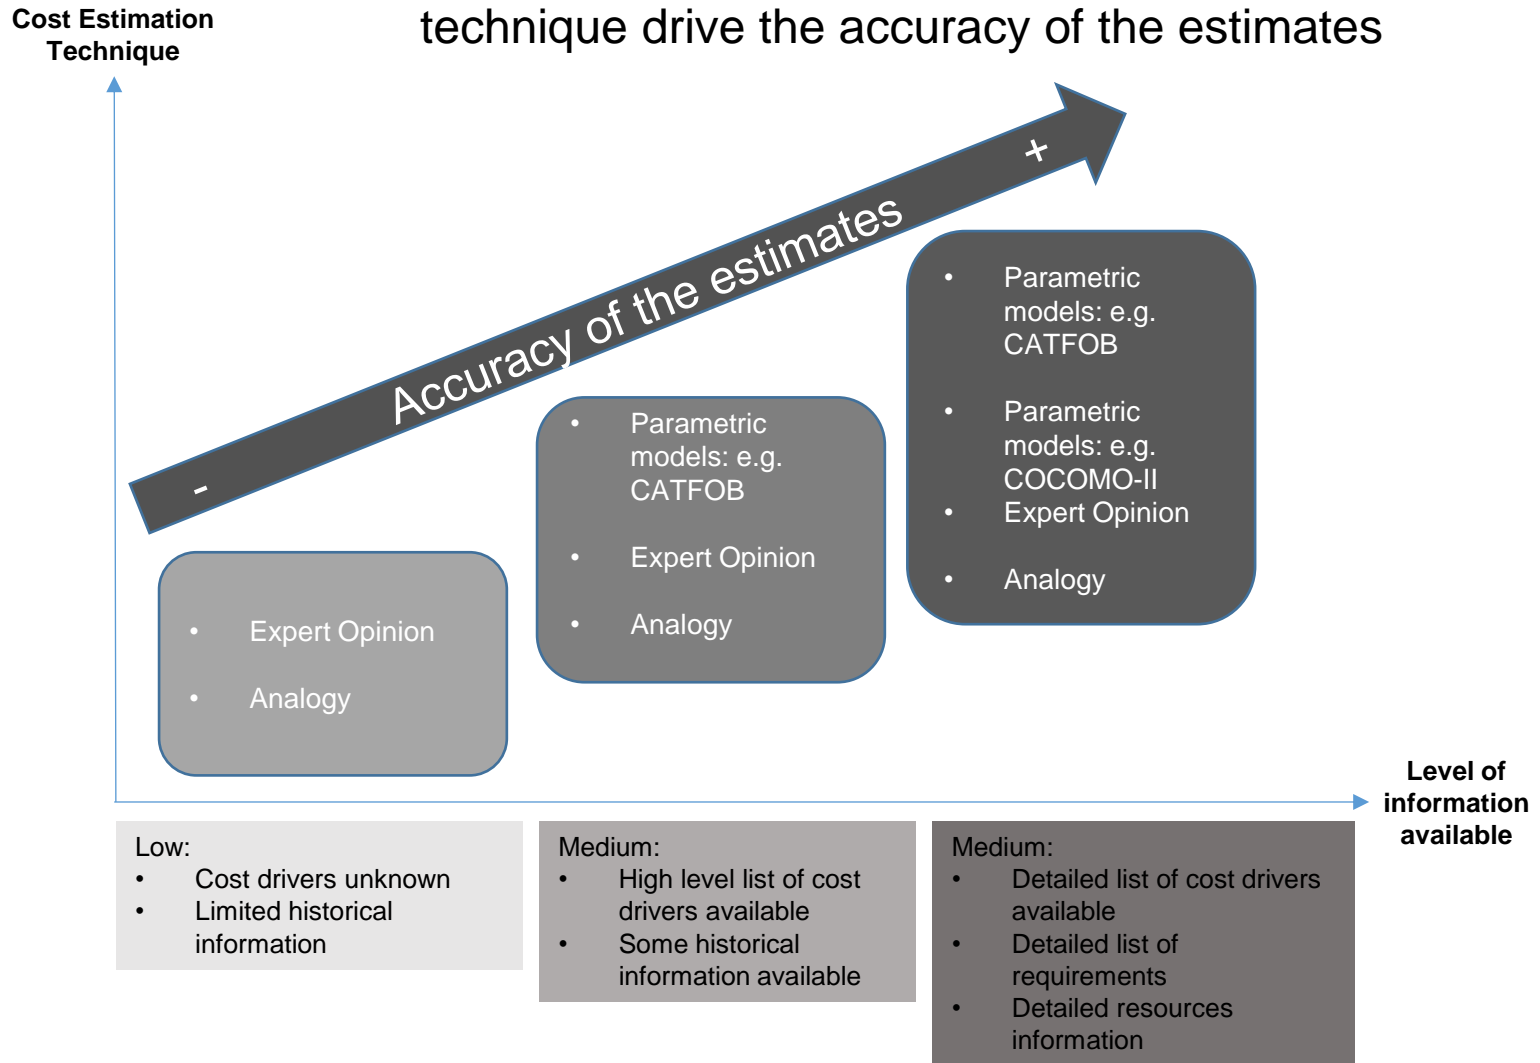 Cost Estimation
Technique
technique drive the accuracy of the estimates
Accuracy of the estimates
-
+
• Expert Opinion
• Analogy
• Parametric
models: e.g.
CATFOB
• Expert Opinion
• Analogy
• Parametric
models: e.g.
CATFOB
• Parametric
models: e.g.
COCOMO-II
• Expert Opinion
• Analogy
Level of
information
available
Low:
• Cost drivers unknown
• Limited historical
information
Medium:
• High level list of cost
drivers available
• Some historical
information available
Medium:
• Detailed list of cost drivers
available
• Detailed list of
requirements
• Detailed resources
information